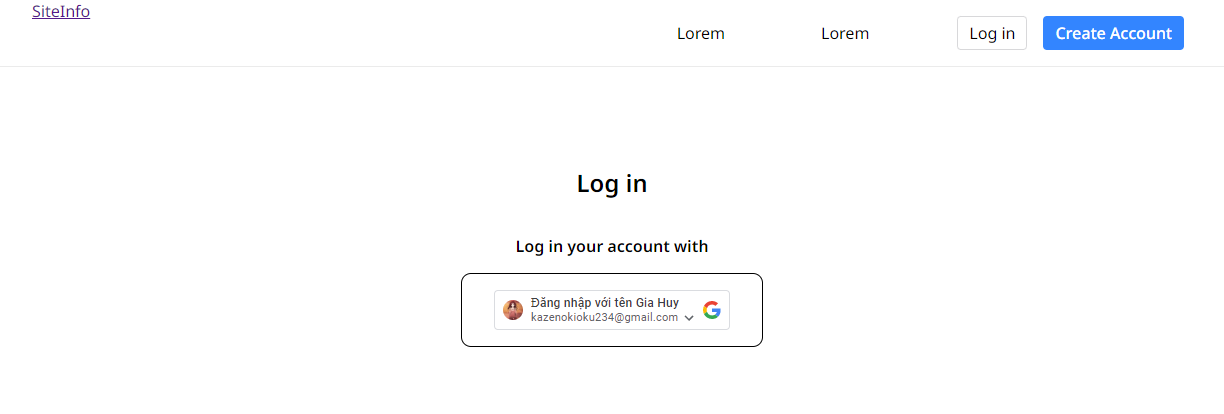 SiteInfo
Lorem
Lorem
Log in
Create Account
Log in
Log in your account with
Đăng nhập với tên Gia Huy
kazenokioku234@gmail.com